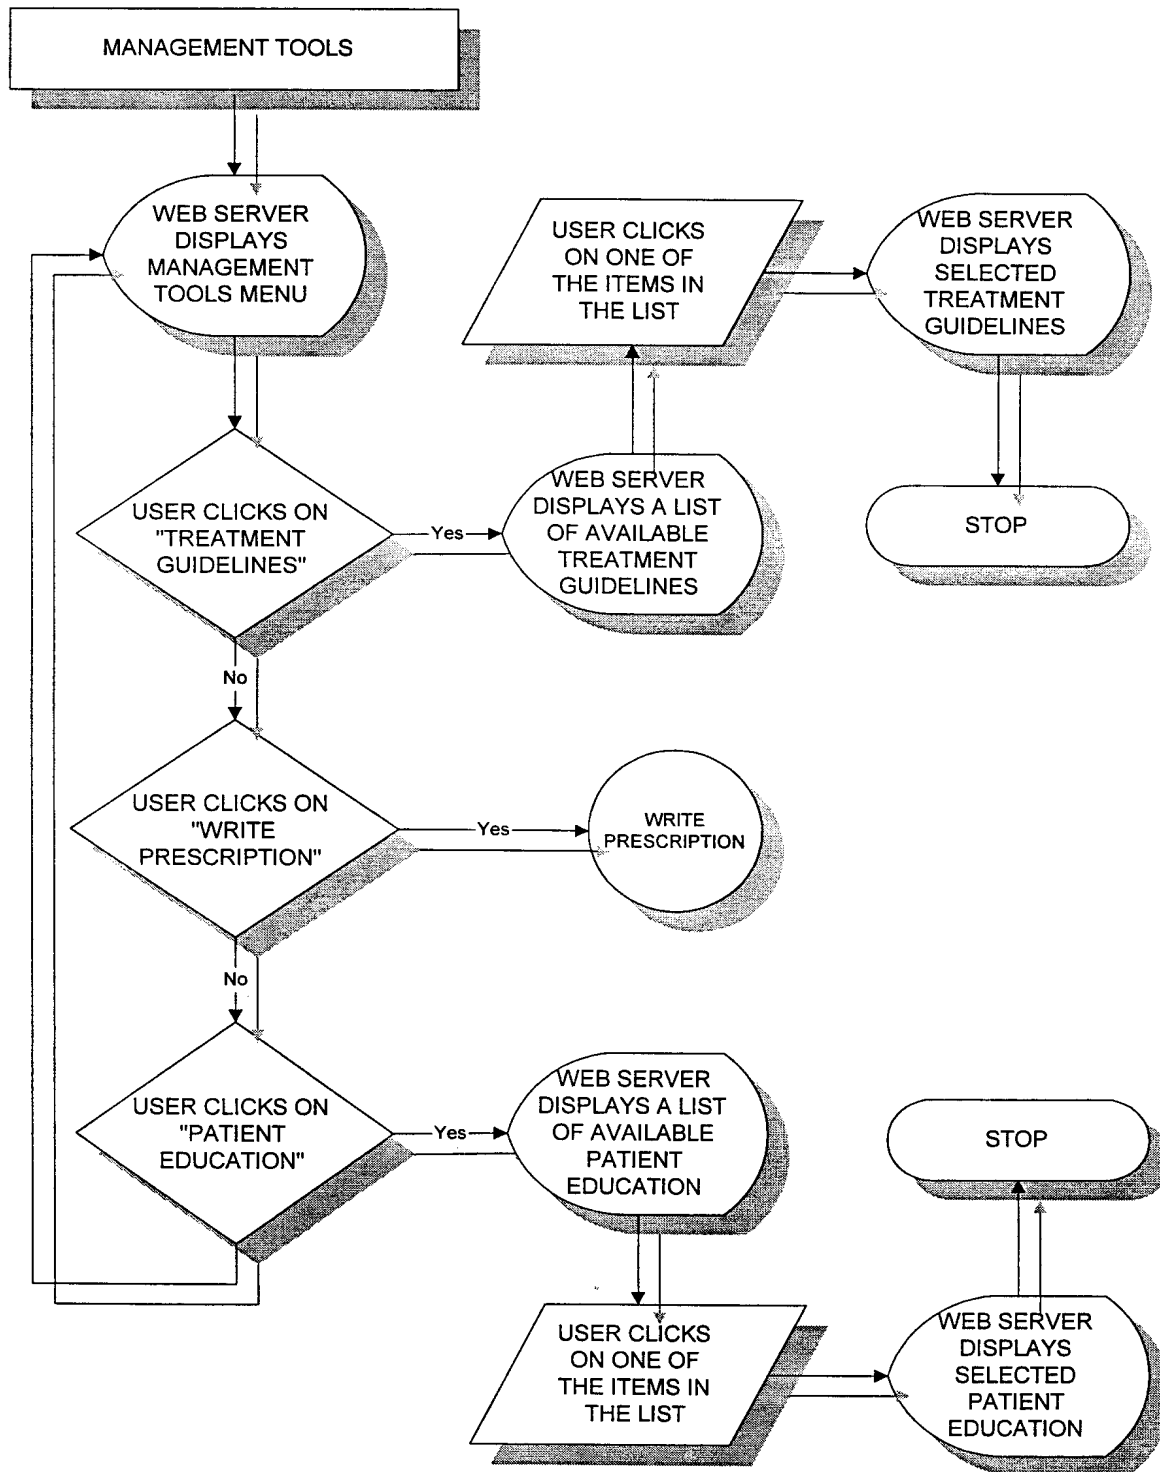 MANAGEMENT TOOLS
WEB SERVER
DISPLAYS
MANAGEMENT
TOOLS MENU
USER CLICKS
ON ONE OF
THE ITEMS IN
THE LIST
WEB SERVER
DISPLAYS
SELECTED
TREATMENT
GUIDELINES
USER CLICKS ON
"TREATMENT
GUIDELINES"
Yes
WEB SERVER
DISPLAYS A LIST
OF AVAILABLE
TREATMENT
GUIDELINES
STOP
No
USER CLICKS ON
"WRITE
PRESCRIPTION"
Yes
WRITE
PRESCRIPTION
No
USER CLICKS ON
"PATIENT
EDUCATION"
Yes
WEB SERVER
DISPLAYS A LIST
OF AVAILABLE
PATIENT
EDUCATION
STOP
USER CLICKS
ON ONE OF
THE ITEMS IN
THE LIST
WEB SERVER
DISPLAYS
SELECTED
PATIENT
EDUCATION